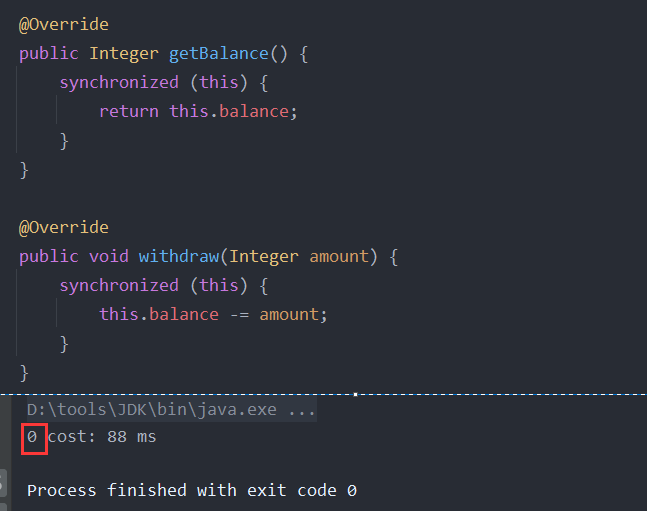 @Override
public Integer getBalance() {
synchronized (this) {
return this.balance;
}
}
@Override
public void withdraw(Integer amount) {
synchronized (this) {
this.balance -= amount;
}
}
D:\tools\JDK\bin\java.exe ...
0 cost: 88 ms
Process finished with exit code 0